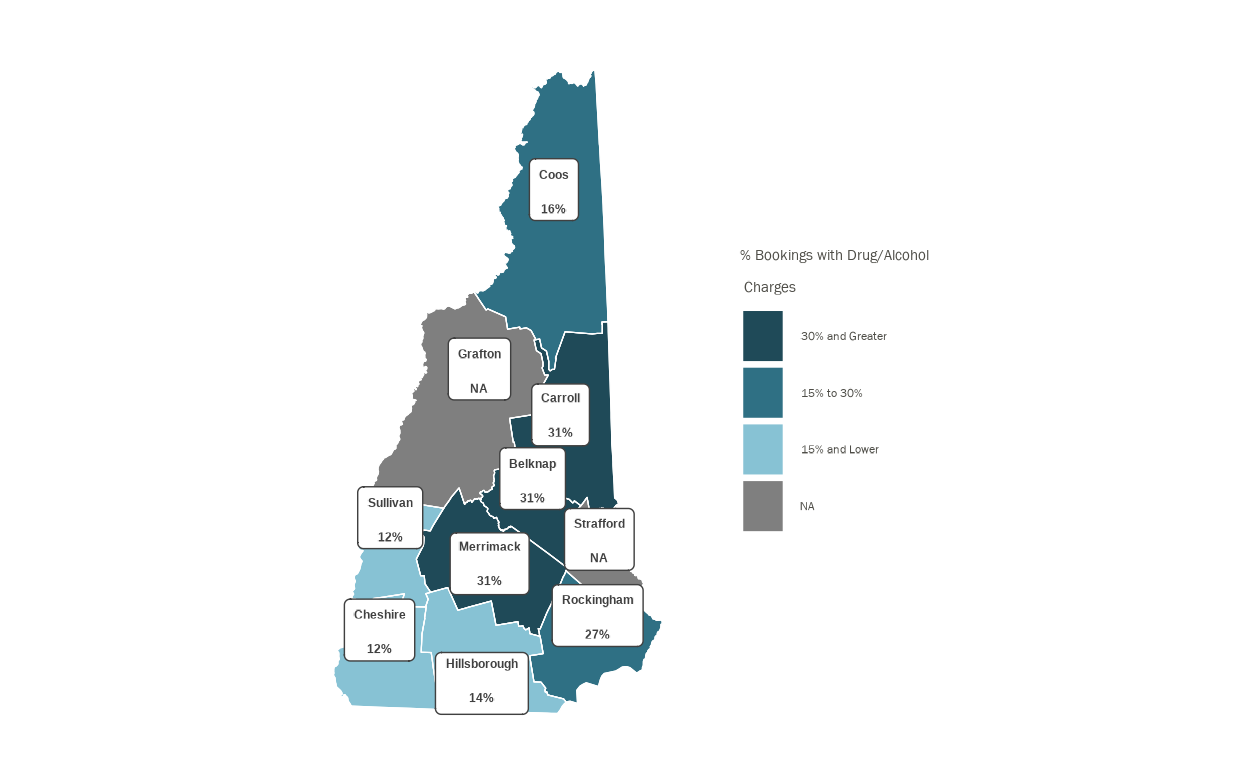 Coos
16%
% Bookings with Drug/Alcohol
Charges
30% and Greater
15% to 30%
15% and Lower
NA
Grafton
NA
Carroll
31%
Belknap
31%
Sullivan
12%
Strafford
NA
Merrimack
31%
Rockingham
27%
Cheshire
12%
Hillsborough
14%